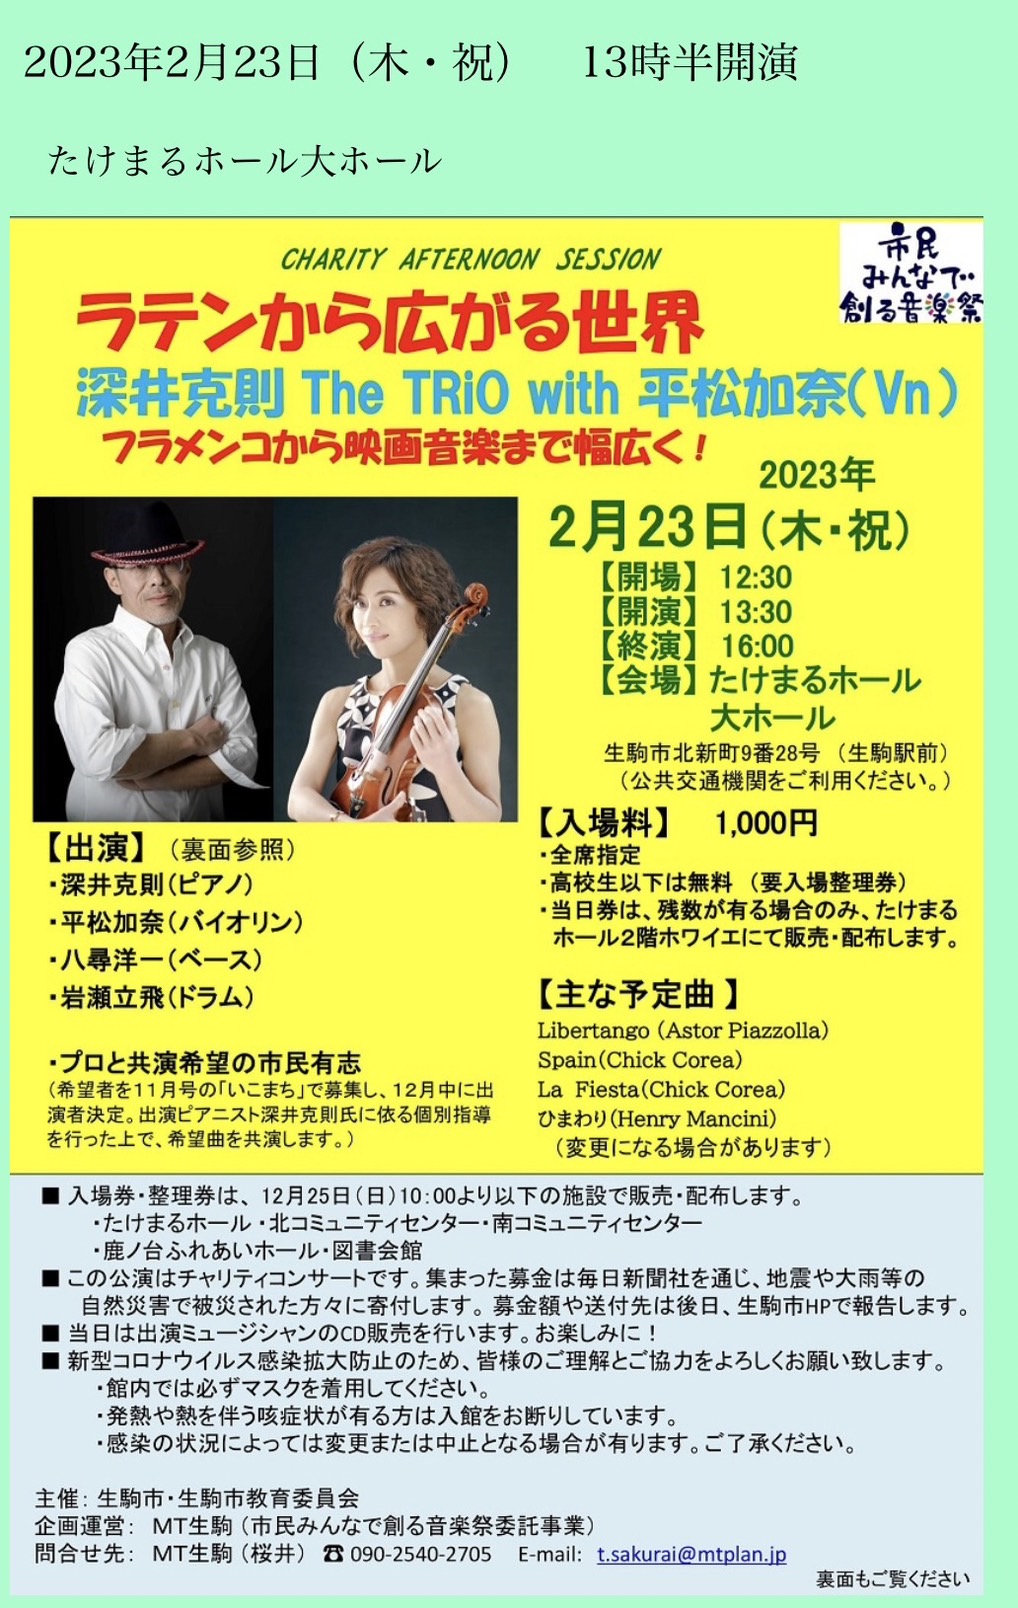 2023年2月23日（木・祝）　13時半開演
たけまるホール大ホール
CHARITY AFTERNOON SESSION
市民
みんなで
創る音楽祭
ラテンから広がる世界
深井克則 The TRiO with 平松加奈（Vn）
フラメンコから映画音楽まで幅広く！
2023年
2月23日（木・祝）
【開場】 12:30
【開演】 13:30
【終演】 16:00
【会場】 たけまるホール
大ホール
生駒市北新町9番28号 （生駒駅前）
（公共交通機関をご利用ください。）
【出演】 （裏面参照）
・深井克則（ピアノ）
・平松加奈（バイオリン）
・八尋洋一（ベース）
・岩瀬立飛（ドラム）
・プロと共演希望の市民有志
（希望者を11月号の「いこまち」で募集し、12月中に出
演者決定。出演ピアニスト深井克則氏に依る個別指導
を行った上で、希望曲を共演します。）
【入場料】 1,000円
・全席指定
・高校生以下は無料 （要入場整理券）
・当日券は、残数が有る場合のみ、たけまる
ホール2階ホワイエにて販売・配布します。
【主な予定曲 】
Libertango (Astor Piazzolla)
Spain(Chick Corea)
La Fiesta(Chick Corea)
ひまわり(Henry Mancini)
（変更になる場合があります）
■ 入場券・整理券は、12月25日（日）10：00より以下の施設で販売・配布します。
・たけまるホール ・北コミュニティセンター・南コミュニティセンター
・鹿ノ台ふれあいホール・図書会館
■ この公演はチャリティコンサートです。集まった募金は毎日新聞社を通じ、地震や大雨等の
自然災害で被災された方々に寄付します。募金額や送付先は後日、生駒市HPで報告します。
■ 当日は出演ミュージシャンのCD販売を行います。お楽しみに！
■ 新型コロナウイルス感染拡大防止のため、皆様のご理解とご協力をよろしくお願い致します。
・館内では必ずマスクを着用してください。
・発熱や熱を伴う咳症状が有る方は入館をお断りしています。
・感染の状況によっては変更または中止となる場合が有ります。ご了承ください。
主催： 生駒市・生駒市教育委員会
企画運営： MT生駒 （市民みんなで創る音楽祭委託事業）
問合せ先： MT生駒 （桜井） ☎ 090-2540-2705 E-mail: t.sakurai@mtplan.jp
裏面もご覧ください